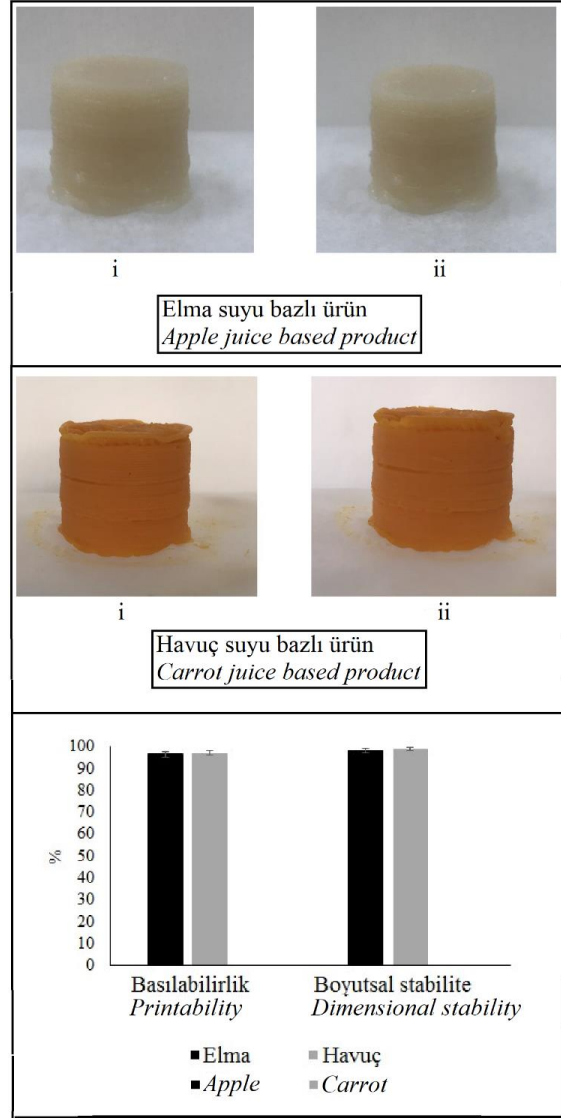 i
ii
Elma suyu bazlı ürün
Apple juice based product
i
ii
Havuç suyu bazlı ürün
Carrot juice based product
100
90
80
70
60
50
40
30
20
10
0
%
Basılabilirlik
Printability
Boyutsal stabilite
Dimensional stability
Elma
Havuç
Apple
Carrot